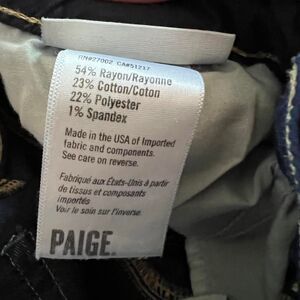 RN#27002 CA#51217
54% Rayon/Rayonne
23% Cotton/Coton
22% Polyester
1% Spandex
Made in the USA of Imported
fabric and components.
See care on reverse.
Fabriqué aux États-Unis à partir
de tissus et composants
importés
Voir le soin sur l'inverse.
PAIGE.